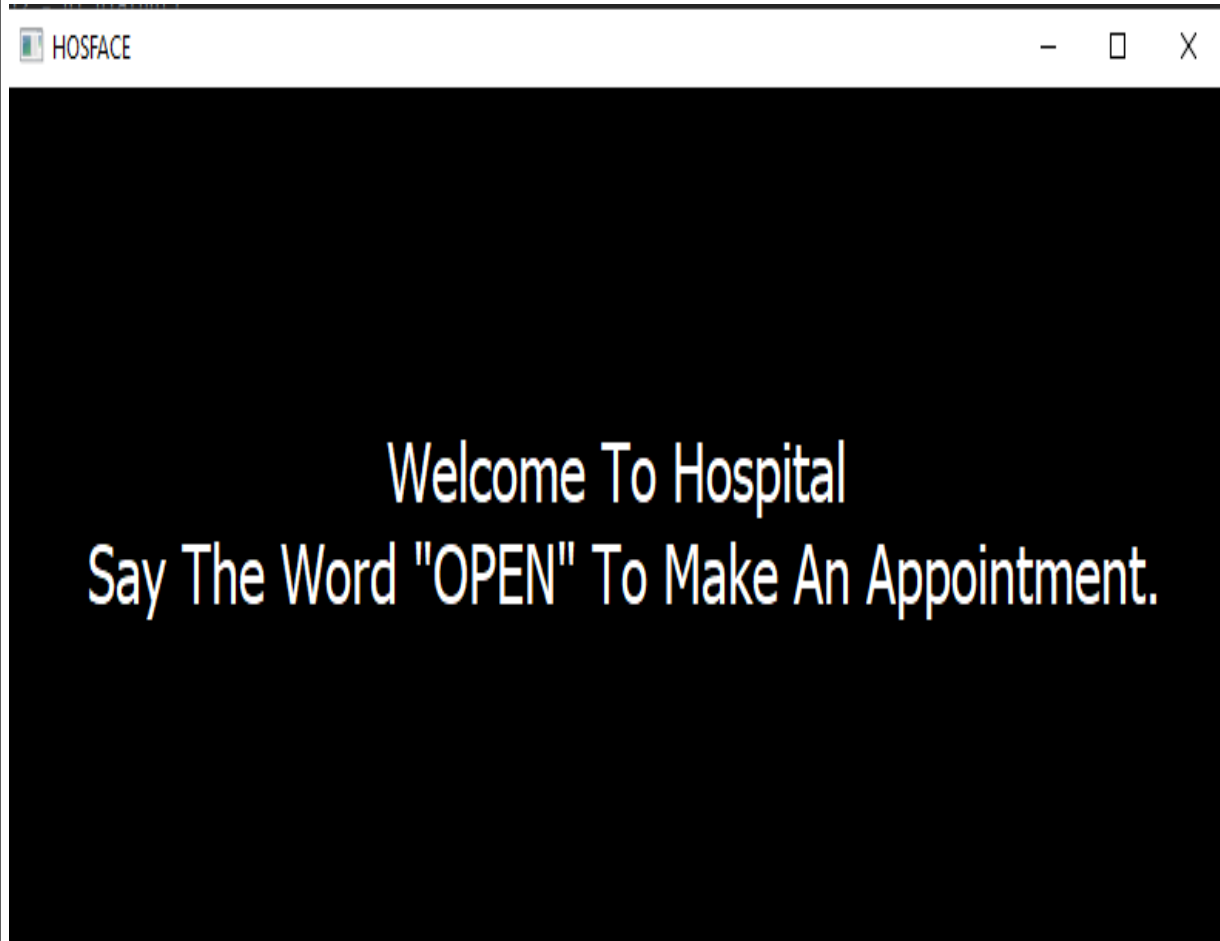 HOSFACE
Welcome To Hospital
Say The Word "OPEN" To Make An Appointment.